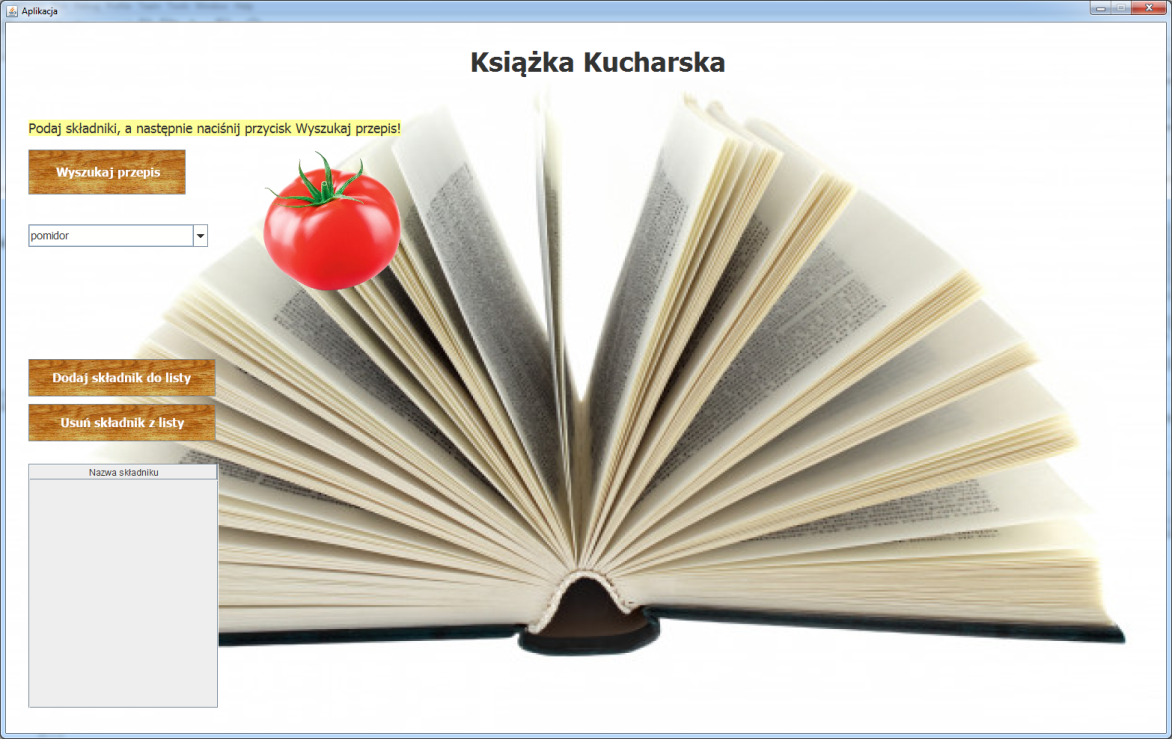 Aplikacja
Książka Kucharska
Podaj składniki, a następnie naciśnij przycisk Wyszukaj przepis!
Wyszukaj przepis
pomidor
Dodaj składnik do listy
Usuń składnik z listy
Nazwa składniku